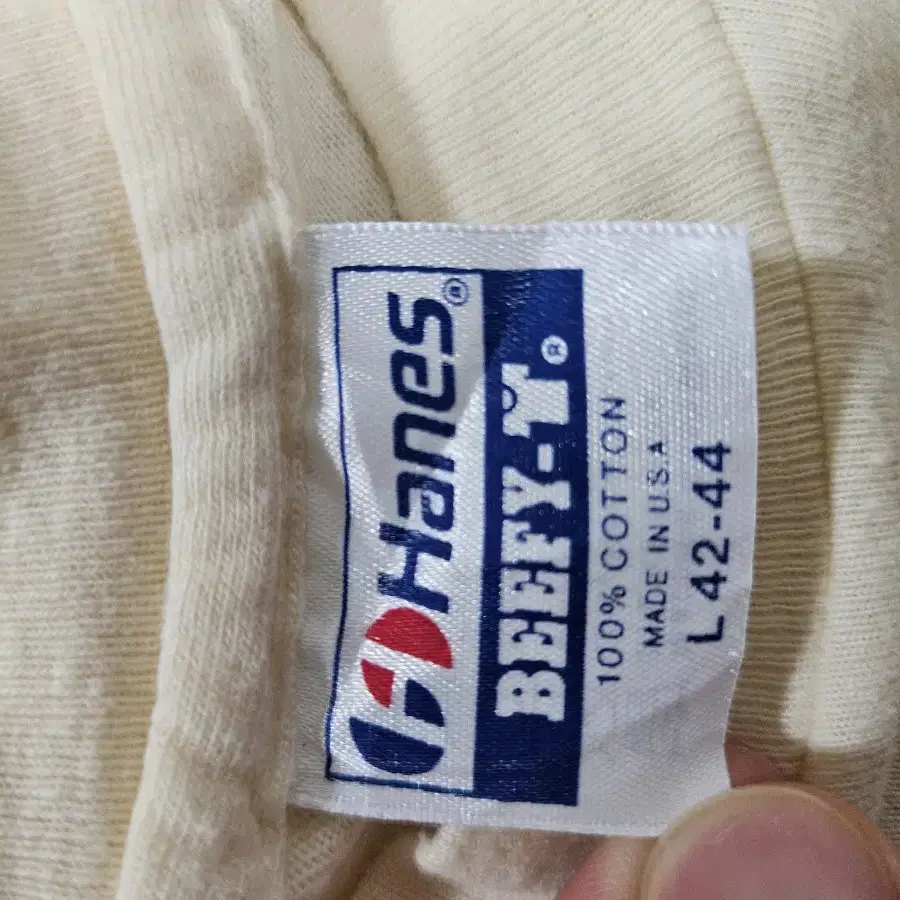 Hanes®
BEEFY-T®
100% COTTON
MADE IN U.S.A
L 42-44